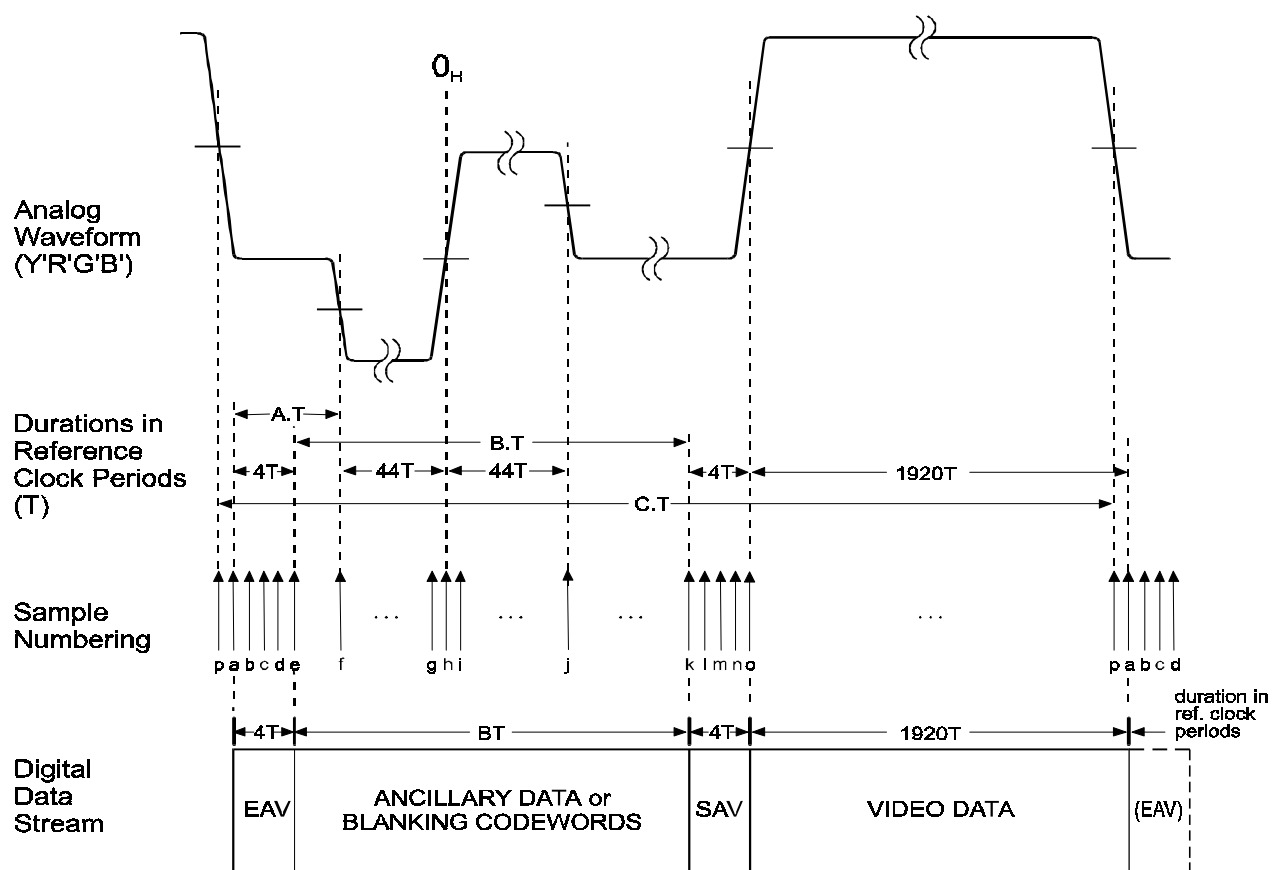 0H
Analog
Waveform
(Y'R'G'B')
Durations in
Reference
Clock Periods
(T)
A.T
B.T
4T 44T 44T 4T 1920T
C.T
Sample
Numbering
... ... ... ...
p a b c d e f g h i j k l m n o p a b c d
duration in
ref. clock
periods
4T BT 4T 1920T
Digital
Data
Stream
EAV
ANCILLARY DATA or
BLANKING CODEWORDS
SAV
VIDEO DATA
(EAV)